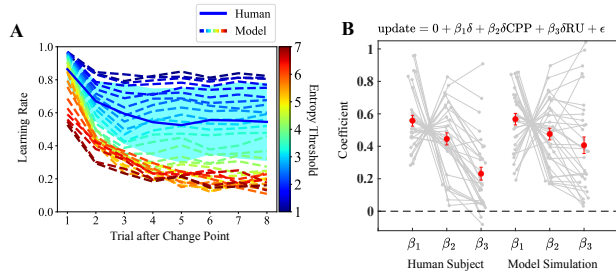 A
Human
Model
Learning Rate
1.0
0.8
0.6
0.4
0.2
0.0
1 2 3 4 5 6 7 8
Trial after Change Point
7
6
5
4
3
2
1
Entropy Threshold
B
update = 0 + β₁δ + β₂δCPP + β₃δRU + ϵ
Coefficient
1
0.8
0.6
0.4
0.2
0
β₁ β₂ β₃ β₁ β₂ β₃
Human Subject Model Simulation